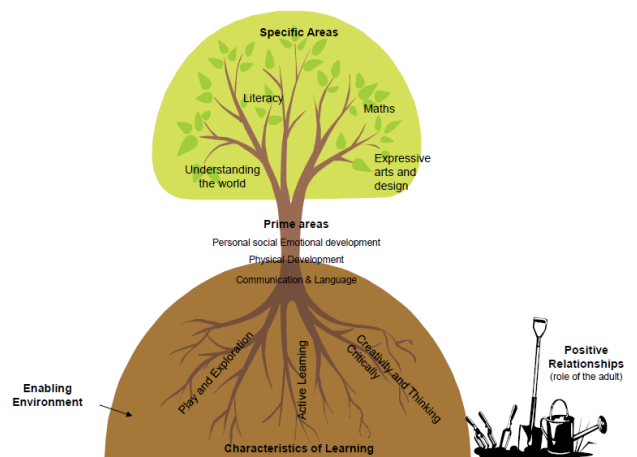 Specific Areas
Literacy
Maths
Understanding
the world
Expressive
arts and
design
Prime areas
Personal social Emotional development
Physical Development
Communication & Language
Play and Exploration
Active Learning
Creativity and Thinking
Critically
Enabling
Environment
Positive
Relationships
(role of the adult)
Characteristics of Learning